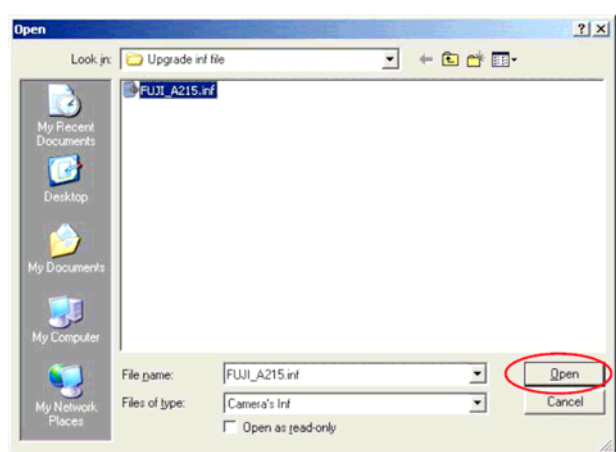 Open
Look in:
Upgrade inf file
FUJI_A215.inf
My Recent
Documents
Desktop
My Documents
My Computer
My Network
Places
File name:
FUJI_A215.inf
Open
Files of type:
Camera's Inf
Cancel
Open as read-only